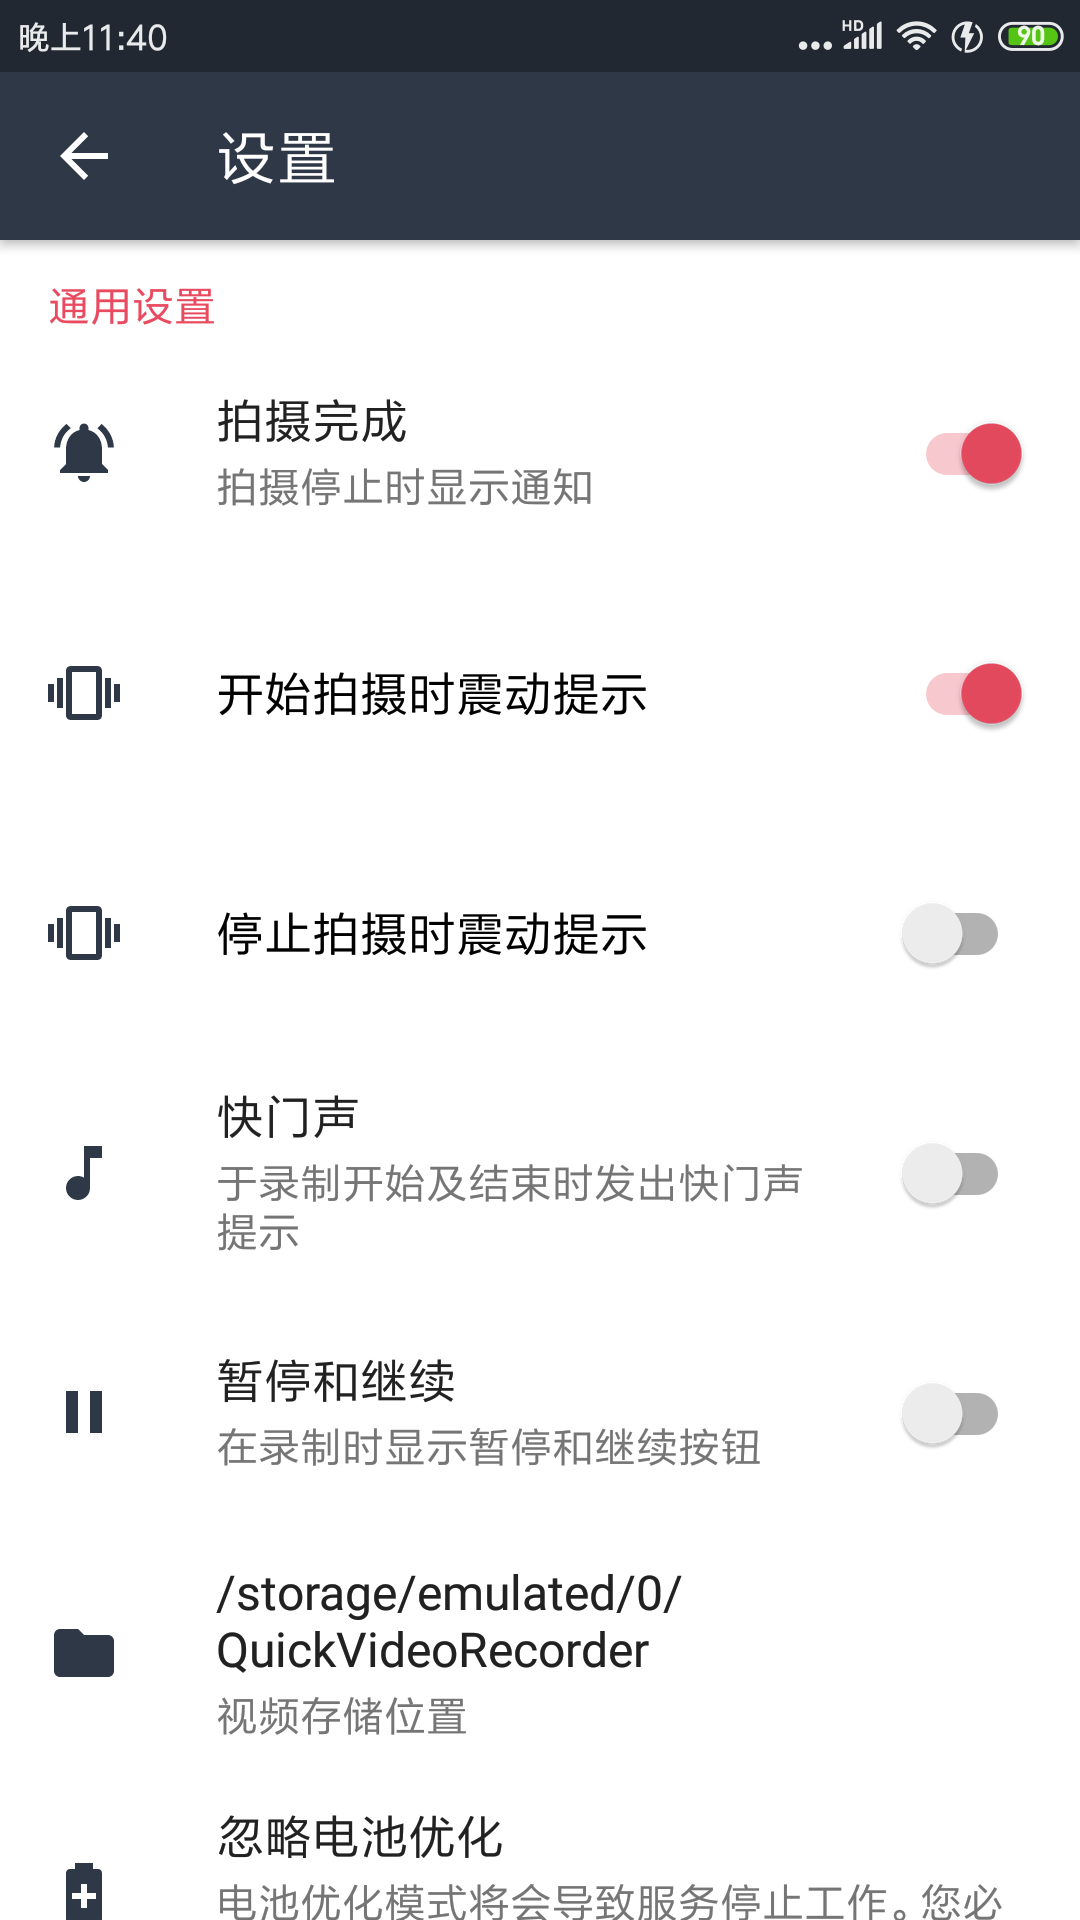 晚上11:40
HD
90
设置
通用设置
拍摄完成
拍摄停止时显示通知
开始拍摄时震动提示
停止拍摄时震动提示
快门声
于录制开始及结束时发出快门声
提示
暂停和继续
在录制时显示暂停和继续按钮
/storage/emulated/0/
QuickVideoRecorder
视频存储位置
忽略电池优化
电池优化模式将会导致服务停止工作。您必